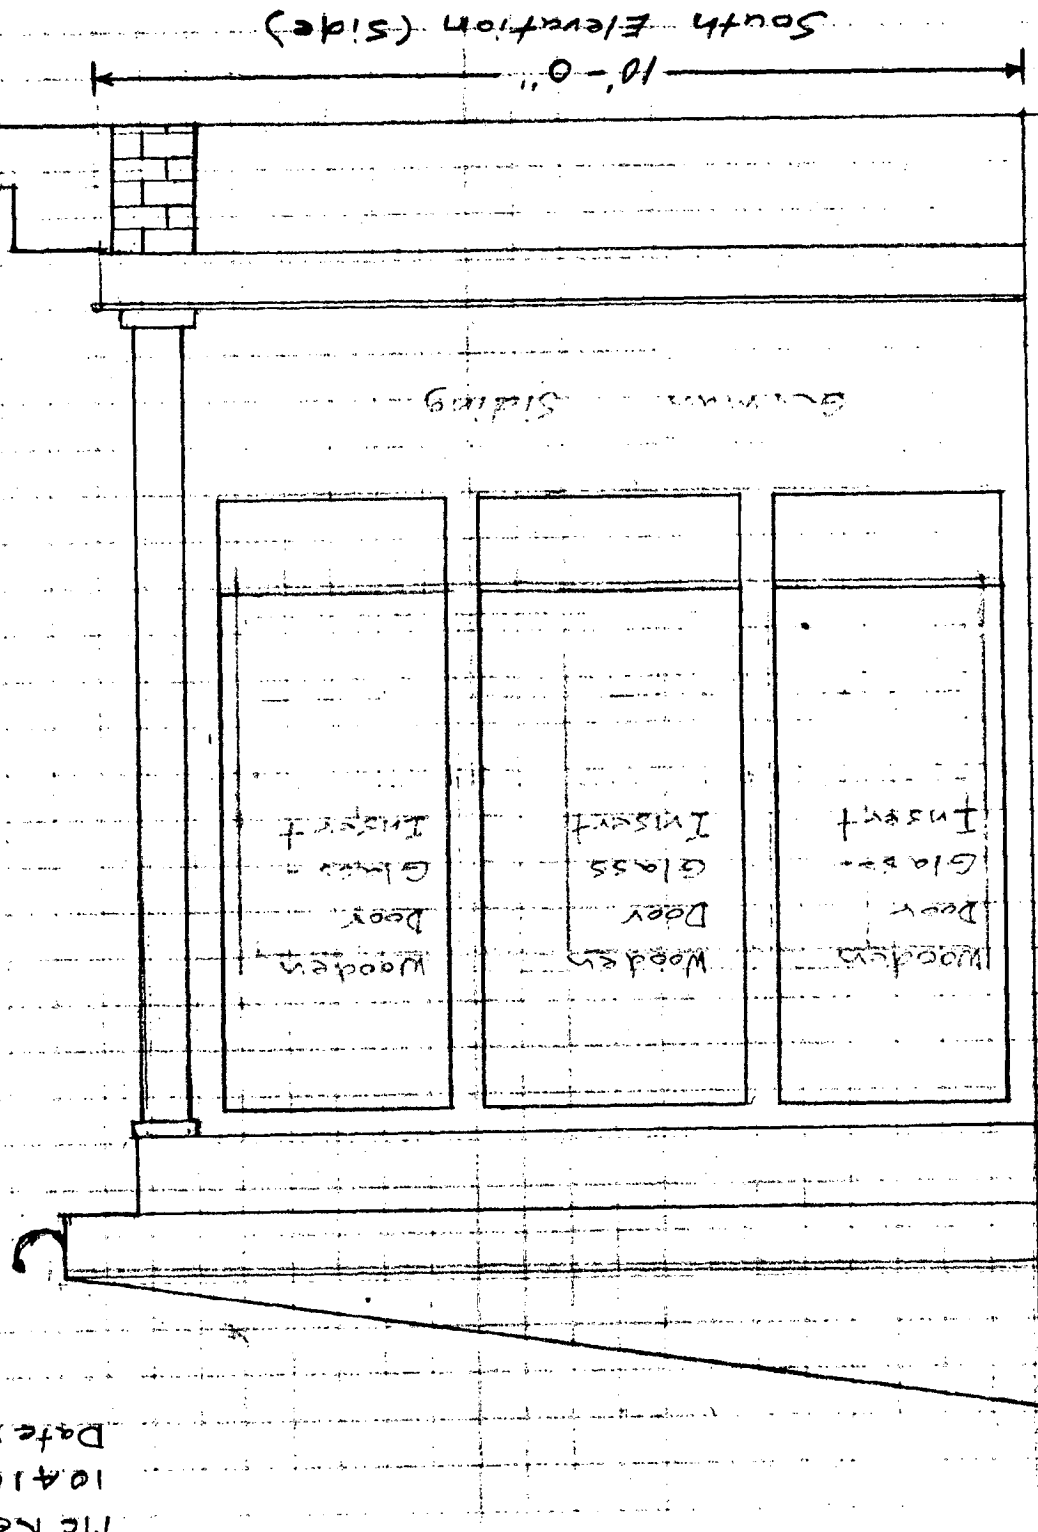 Date:
Wooden
Door
Glass
Insert
Wooden
Door
Glass
Insert
Wooden
Door
Glass
Insert
German Siding
10'-0"
South Elevation (Side)